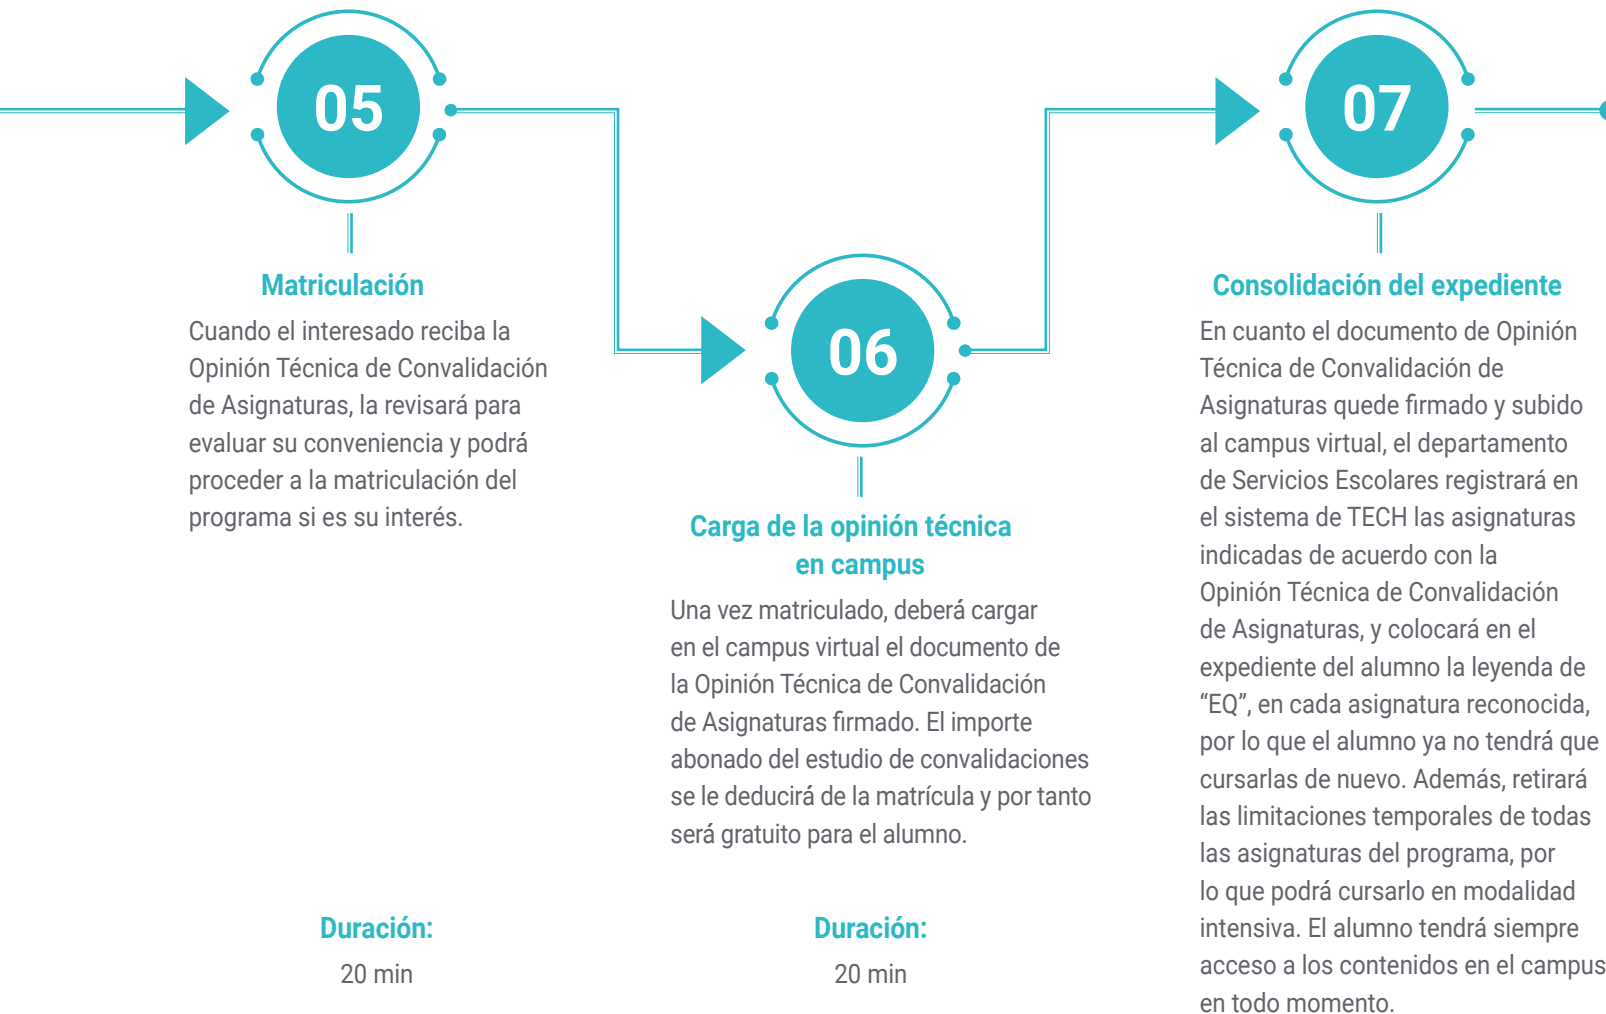 05
Matriculación
Cuando el interesado reciba la
Opinión Técnica de Convalidación
de Asignaturas, la revisará para
evaluar su conveniencia y podrá
proceder a la matriculación del
programa si es su interés.
Duración:
20 min
06
Carga de la opinión técnica
en campus
Una vez matriculado, deberá cargar
en el campus virtual el documento de
la Opinión Técnica de Convalidación
de Asignaturas firmado. El importe
abonado del estudio de convalidaciones
se le deducirá de la matrícula y por tanto
será gratuito para el alumno.
Duración:
20 min
07
Consolidación del expediente
En cuanto el documento de Opinión
Técnica de Convalidación de
Asignaturas quede firmado y subido
al campus virtual, el departamento
de Servicios Escolares registrará en
el sistema de TECH las asignaturas
indicadas de acuerdo con la
Opinión Técnica de Convalidación
de Asignaturas, y colocará en el
expediente del alumno la leyenda de
“EQ”, en cada asignatura reconocida,
por lo que el alumno ya no tendrá que
cursarlas de nuevo. Además, retirará
las limitaciones temporales de todas
las asignaturas del programa, por
lo que podrá cursarlo en modalidad
intensiva. El alumno tendrá siempre
acceso a los contenidos en el campus
en todo momento.